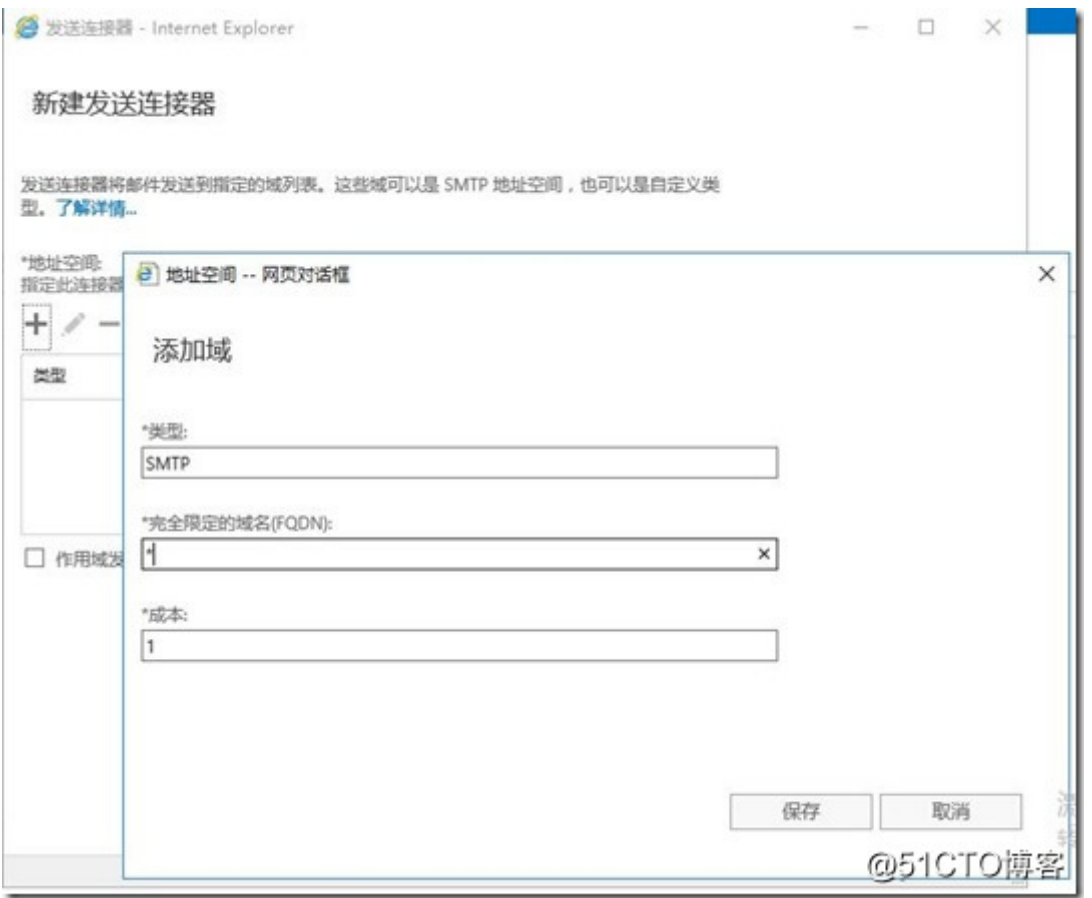 发送连接器 - Internet Explorer
新建发送连接器
发送连接器将邮件发送到指定的域列表。这些域可以是 SMTP 地址空间，也可以是自定义类
型。了解详情...
*地址空间:
指定此连接器
类型
作用域发
地址空间 -- 网页对话框
添加域
*类型:
SMTP
*完全限定的域名(FQDN):
*
*成本:
1
保存
取消
@51CTO博客